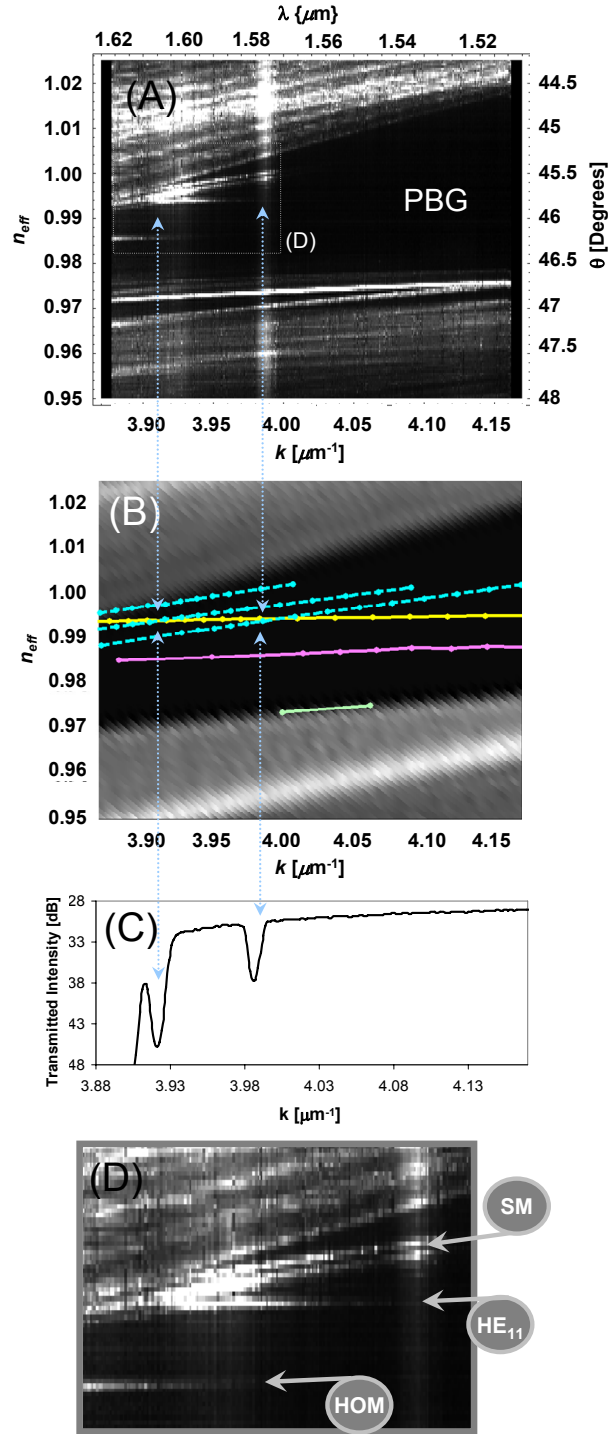 λ {μm}
1.62 1.60 1.58 1.56 1.54 1.52
(A)
1.02
1.01
1.00
0.99
0.98
0.97
0.96
0.95
n_eff
44.5
45
45.5
46
46.5
47
47.5
48
θ [Degrees]
PBG
(D)
3.90 3.95 4.00 4.05 4.10 4.15
k [μm⁻¹]
(B)
1.02
1.01
1.00
0.99
0.98
0.97
0.96
0.95
n_eff
3.90 3.95 4.00 4.05 4.10 4.15
k [μm⁻¹]
(C)
Transmitted Intensity [dB]
28
33
38
43
48
3.88 3.93 3.98 4.03 4.08 4.13
k [μm⁻¹]
(D)
SM
HE₁₁
HOM